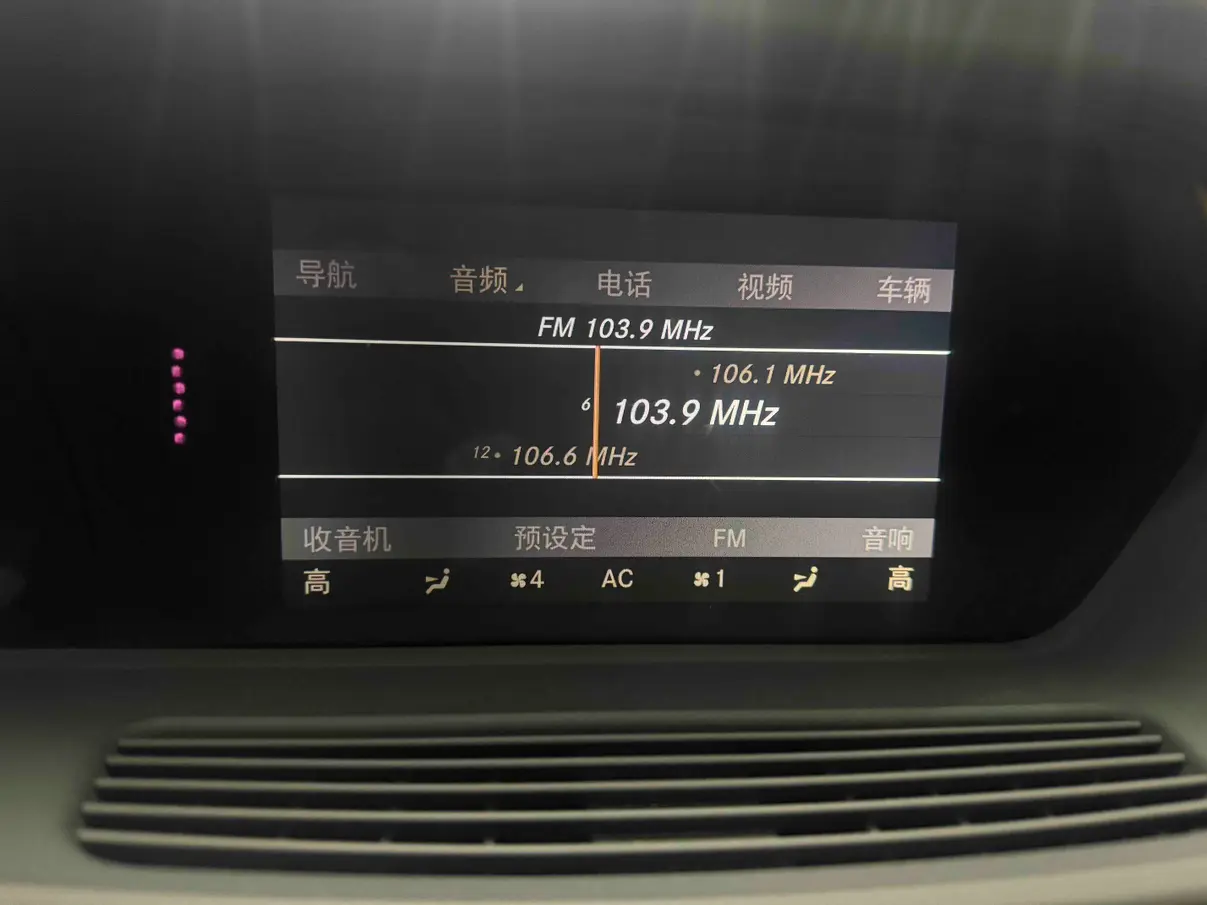 导航 音频 电话 视频 车辆
FM 103.9 MHz
• 106.1 MHz
6 103.9 MHz
12• 106.6 MHz
收音机 预设定 FM 音响
高 4 AC 1 高